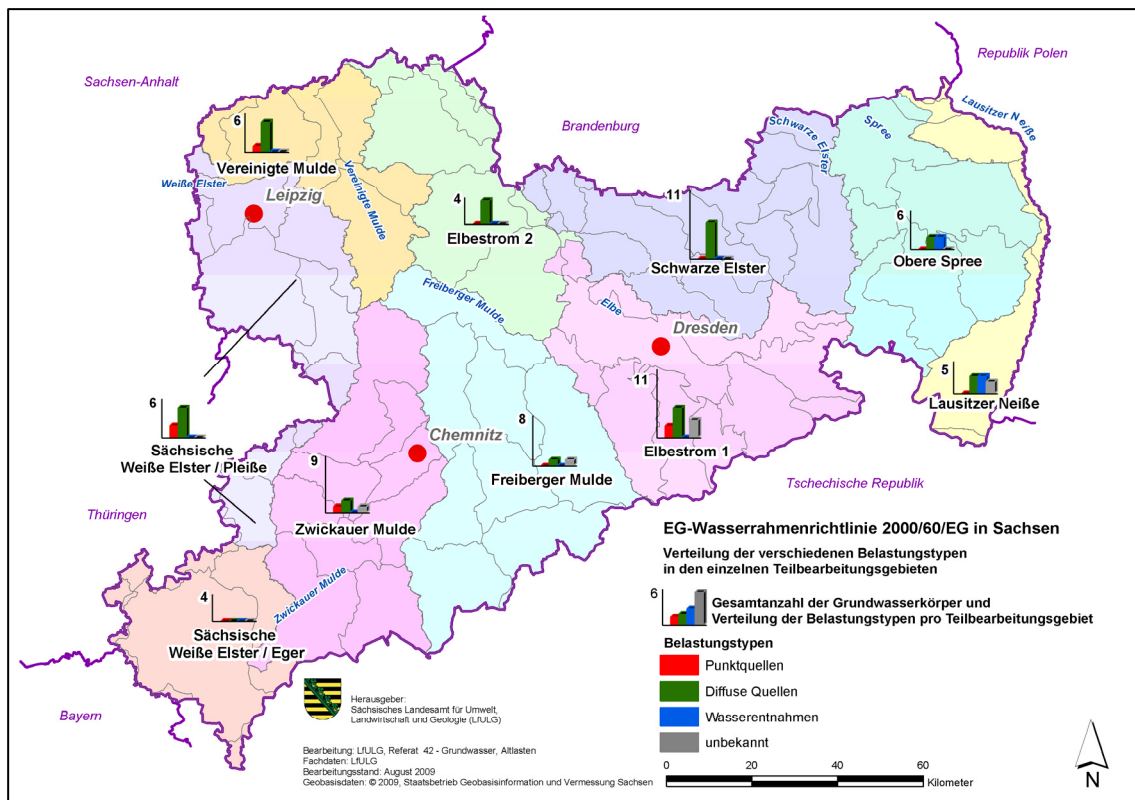 Republik Polen
Sachsen-Anhalt
Lausitzer Neiße
Brandenburg
Schwarze Elster
Spree
6
Vereinigte Mulde
Weiße Elster
Leipzig
Vereinigte Mulde
4
Elbestrom 2
11
Schwarze Elster
6
Obere Spree
Freiberger Mulde
Elbe
Dresden
5
Lausitzer Neiße
11
Elbestrom 1
6
Sächsische
Weiße Elster / Pleiße
Chemnitz
8
Freiberger Mulde
9
Zwickauer Mulde
Tschechische Republik
Thüringen
Zwickauer Mulde
4
Sächsische
Weiße Elster / Eger
Bayern
EG-Wasserrahmenrichtlinie 2000/60/EG in Sachsen
Verteilung der verschiedenen Belastungstypen
in den einzelnen Teilbearbeitungsgebieten
6
Gesamtanzahl der Grundwasserkörper und
Verteilung der Belastungstypen pro Teilbearbeitungsgebiet
Belastungstypen
Punktquellen
Diffuse Quellen
Wasserentnahmen
unbekannt
0 20 40 60
Kilometer
N
Herausgeber:
Sächsisches Landesamt für Umwelt,
Landwirtschaft und Geologie (LfULG)
Bearbeitung: LfULG, Referat 42 - Grundwasser, Altlasten
Fachdaten: LfULG
Bearbeitungsstand: August 2009
Geobasisdaten: © 2009, Staatsbetrieb Geobasisinformation und Vermessung Sachsen